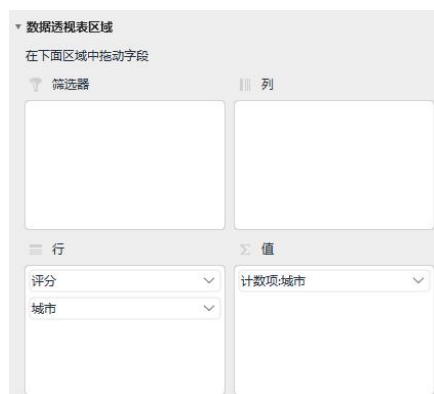 数据透视表区域
在下面区域中拖动字段
筛选器
列
行
值
评分
计数项:城市
城市